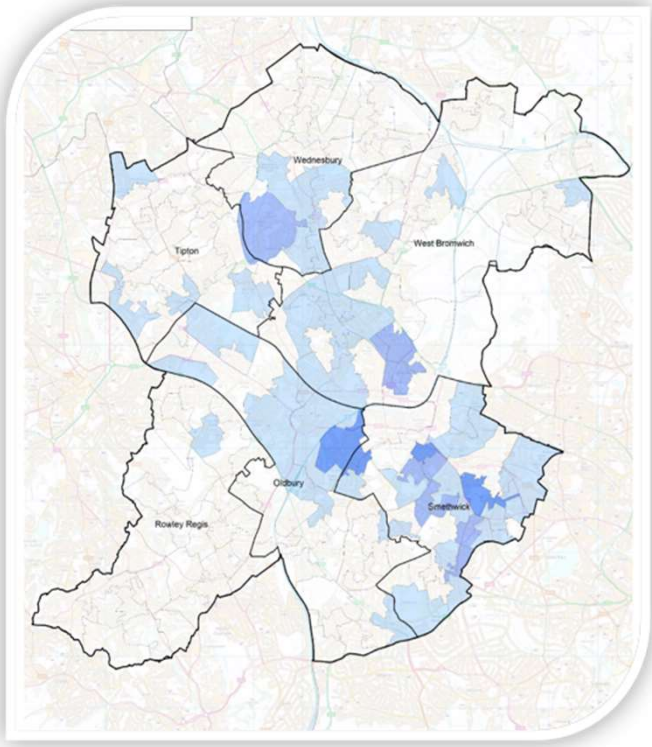 Wednesbury
West Bromwich
Tipton
Oldbury
Smethwick
Rowley Regis